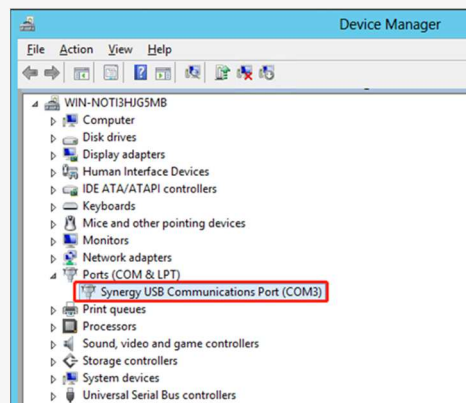 Device Manager
File Action View Help
WIN-NOTI3HJG5MB
Computer
Disk drives
Display adapters
Human Interface Devices
IDE ATA/ATAPI controllers
Keyboards
Mice and other pointing devices
Monitors
Network adapters
Ports (COM & LPT)
Synergy USB Communications Port (COM3)
Print queues
Processors
Sound, video and game controllers
Storage controllers
System devices
Universal Serial Bus controllers